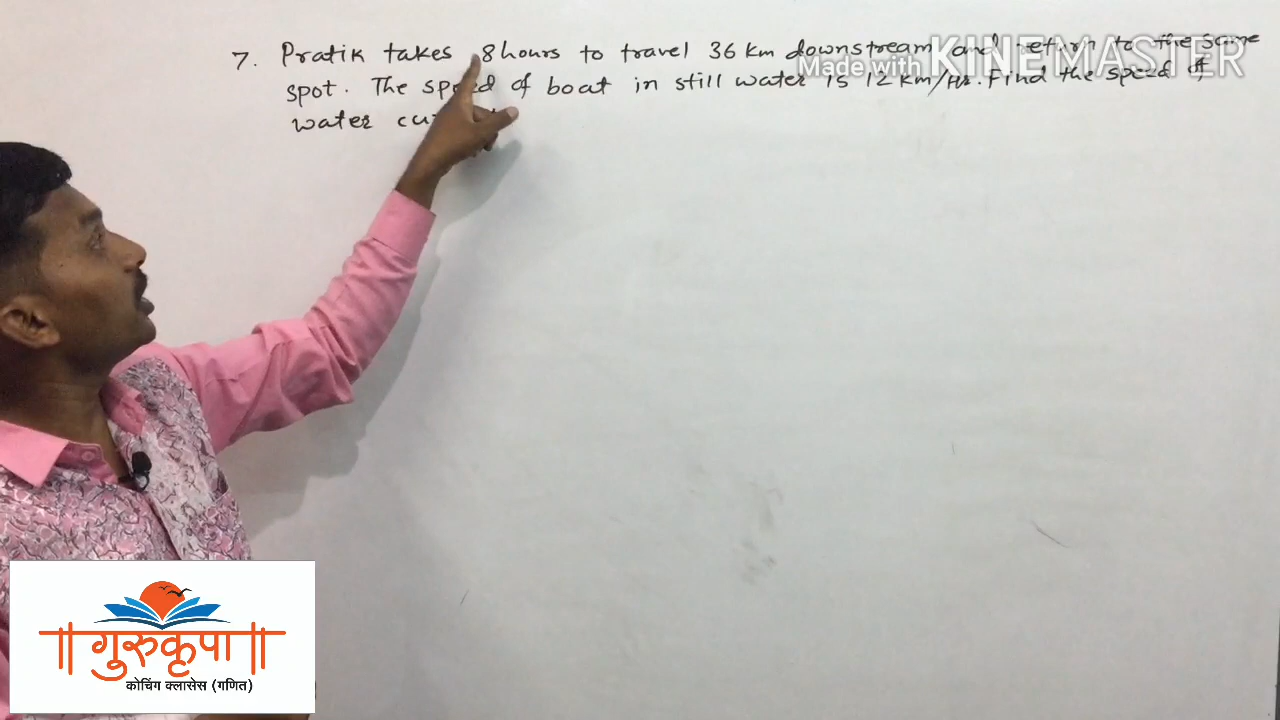 7. Pratik takes 8 hours to travel 36 km downstream and return to the same
spot. The speed of boat in still water is 12 km/Hr. Find the speed of
water
Made with KINEMASTER
॥ गुरुकृपा ॥
कोचिंग क्लासेस (गणित)